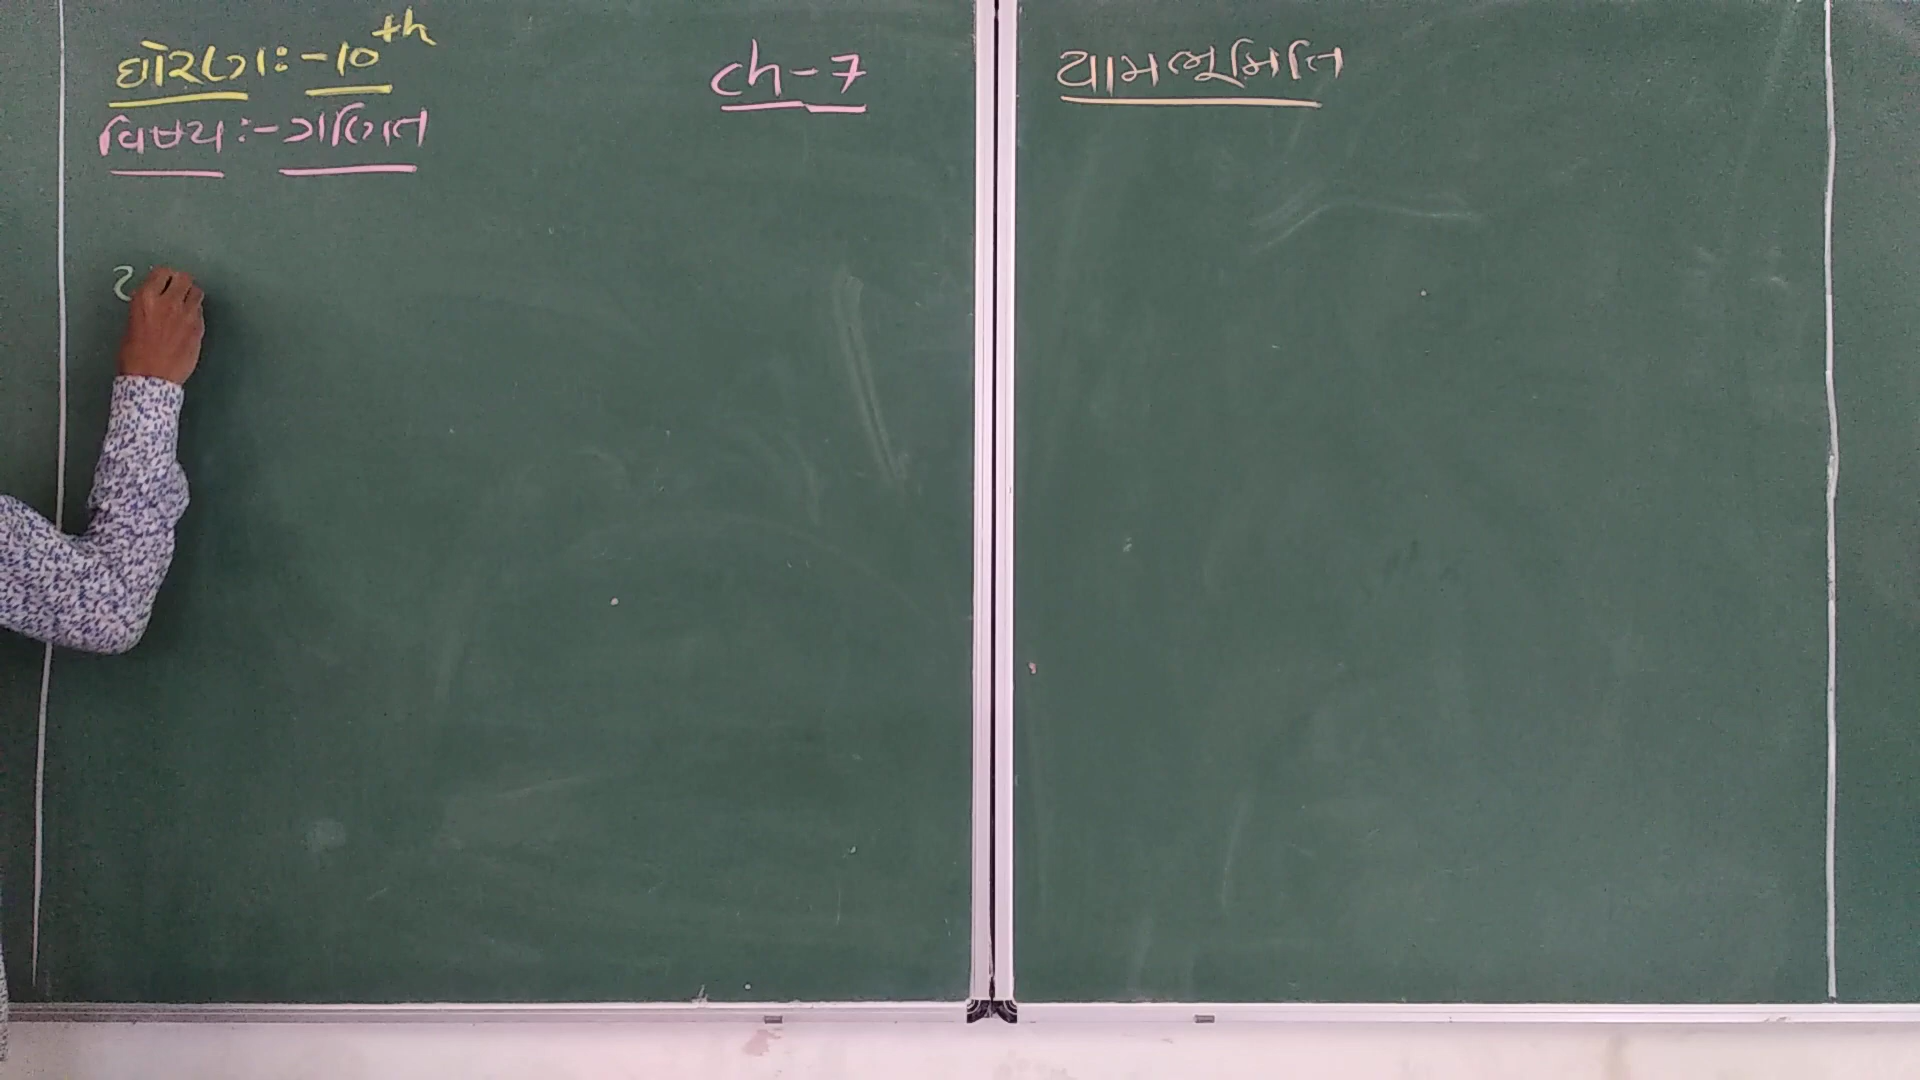 ધોરણ :- 10th
વિષય :- ગણિત
ch-7
યામભૂમિતિ